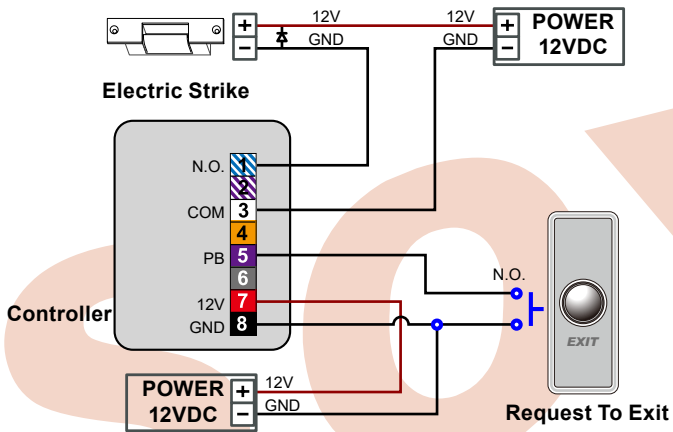 12V 12V
+ + POWER
- GND GND - 12VDC
Electric Strike
N.O. 1
2
COM 3
4
PB 5
6
12V 7
GND 8
Controller
N.O.
EXIT
Request To Exit
POWER + 12V
12VDC - GND